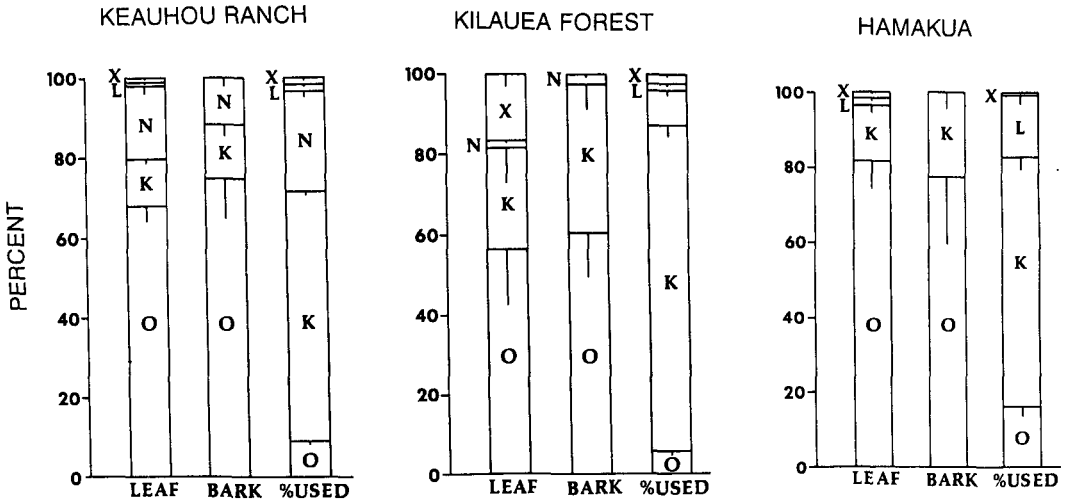 KEAUHOU RANCH
KILAUEA FOREST
HAMAKUA
PERCENT
100
80
60
40
20
0
X
L
N
K
O
N
K
O
X
L
N
K
O
LEAF BARK %USED
100
80
60
40
20
0
X
N
K
O
N
K
O
X
L
K
O
LEAF BARK %USED
100
80
60
40
20
0
X
L
K
O
K
O
X
L
K
O
LEAF BARK %USED